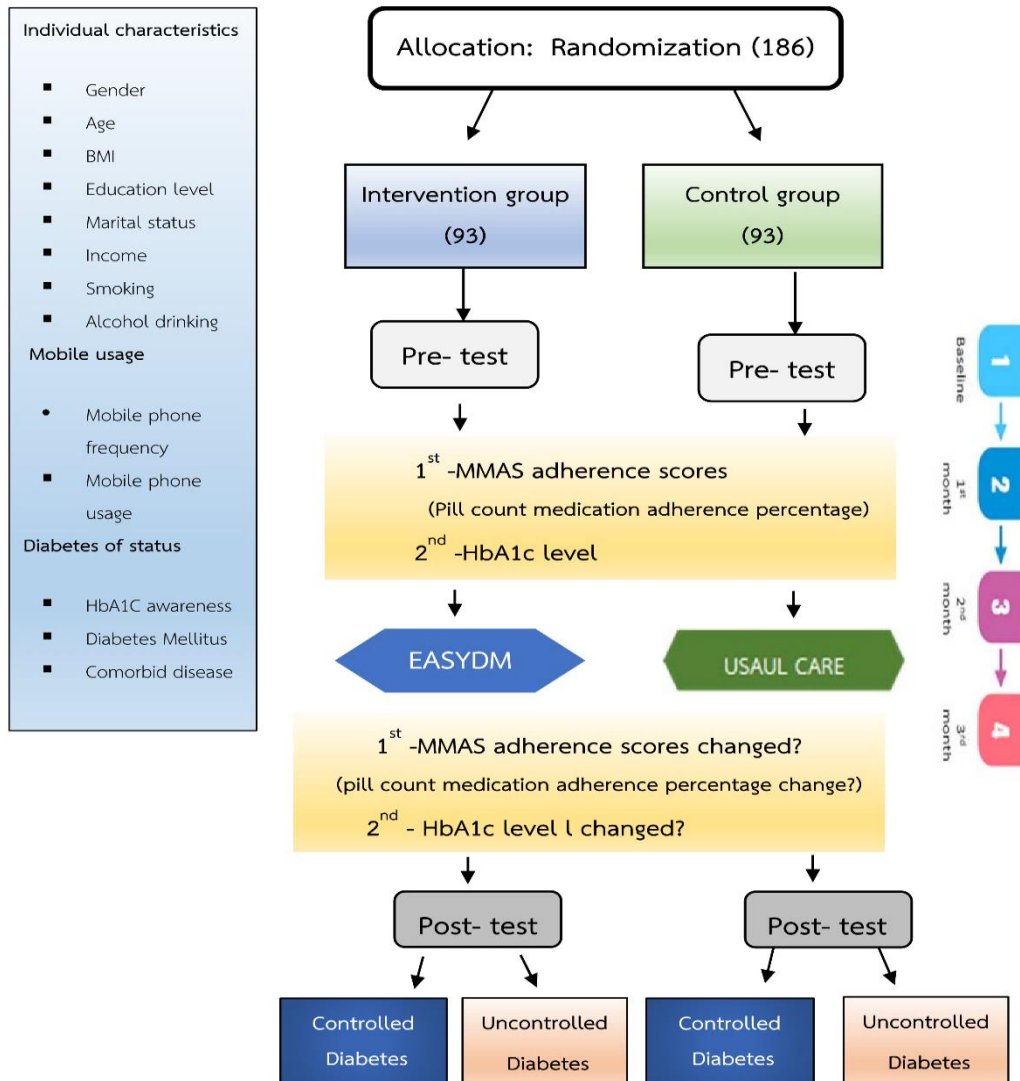 Individual characteristics
Gender
Age
BMI
Education level
Marital status
Income
Smoking
Alcohol drinking
Mobile usage
Mobile phone
frequency
Mobile phone
usage
Diabetes of status
HbA1C awareness
Diabetes Mellitus
Comorbid disease
Allocation: Randomization (186)
Intervention group
(93)
Control group
(93)
Pre- test
Pre- test
1st -MMAS adherence scores
(Pill count medication adherence percentage)
2nd -HbA1c level
EASYDM
USAUL CARE
1st -MMAS adherence scores changed?
(pill count medication adherence percentage change?)
2nd - HbA1c level l changed?
Post- test
Post- test
Controlled
Diabetes
Uncontrolled
Diabetes
Controlled
Diabetes
Uncontrolled
Diabetes
1
Baseline
2
1st
month
3
2nd
month
4
3rd
month